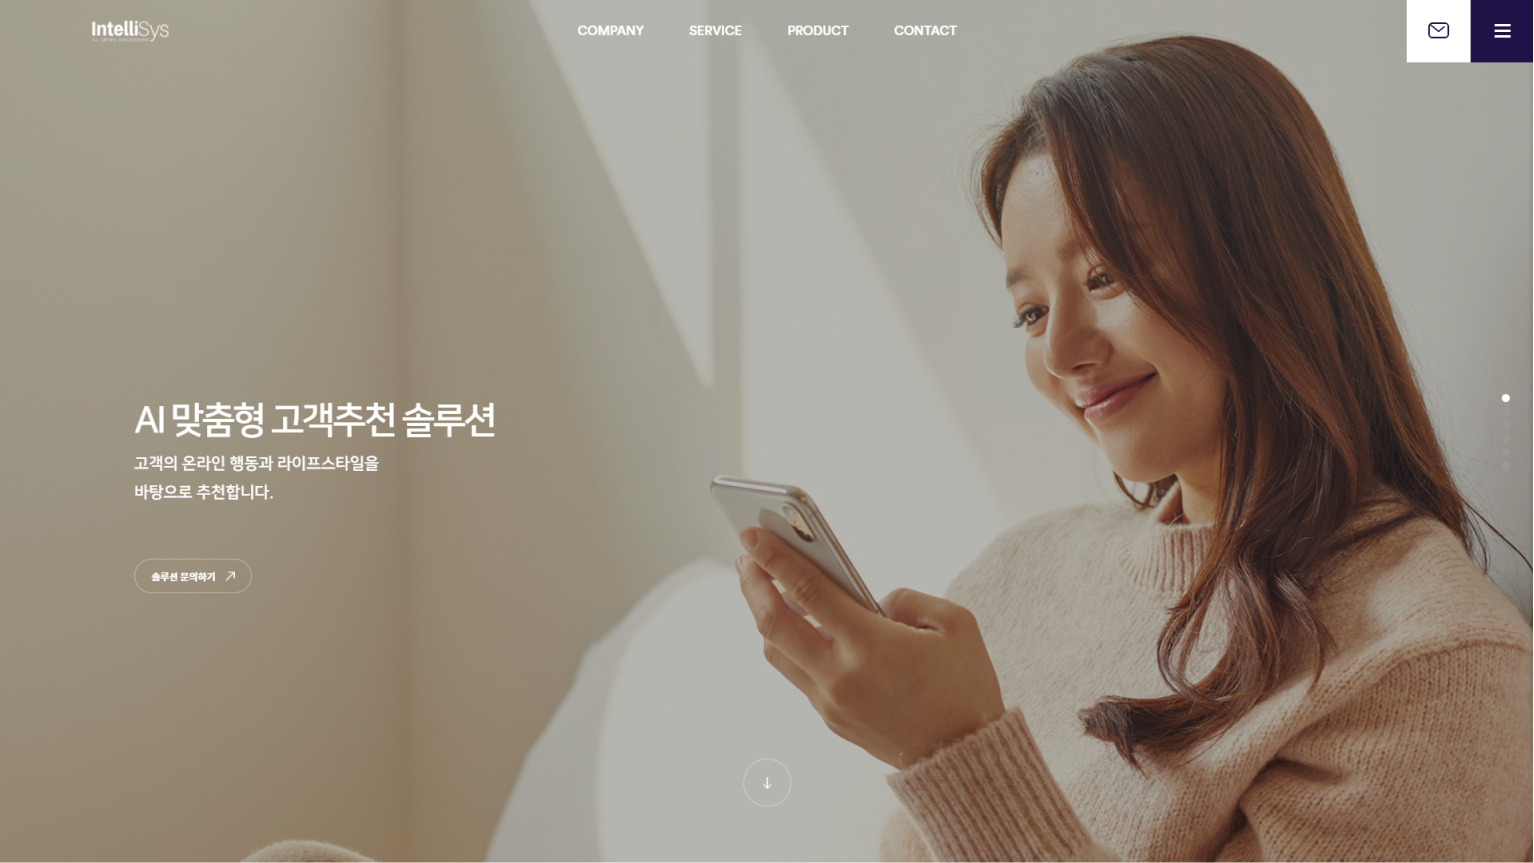 IntelliSys
COMPANY
SERVICE
PRODUCT
CONTACT
AI 맞춤형 고객추천 솔루션
고객의 온라인 행동과 라이프스타일을
바탕으로 추천합니다.
솔루션 문의하기